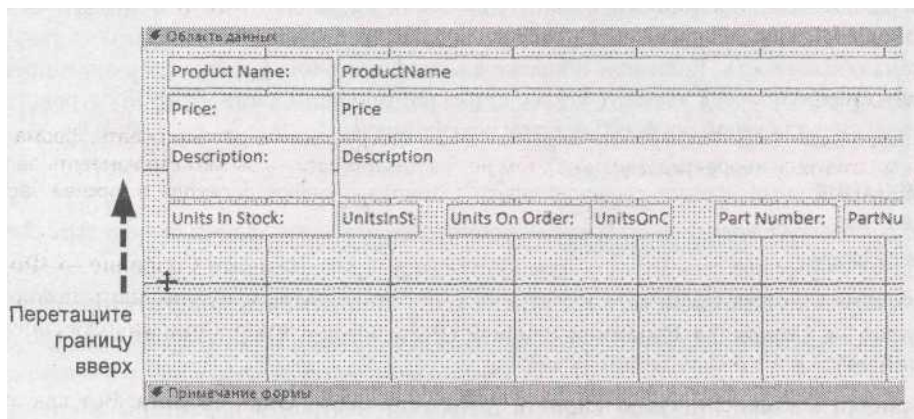 Область данных
Product Name: ProductName
Price: Price
Description: Description
Units In Stock: UnItsInSt Units On Order: UnitsOnC Part Number: PartNu
Перетащите
границу
вверх
Примечание формы